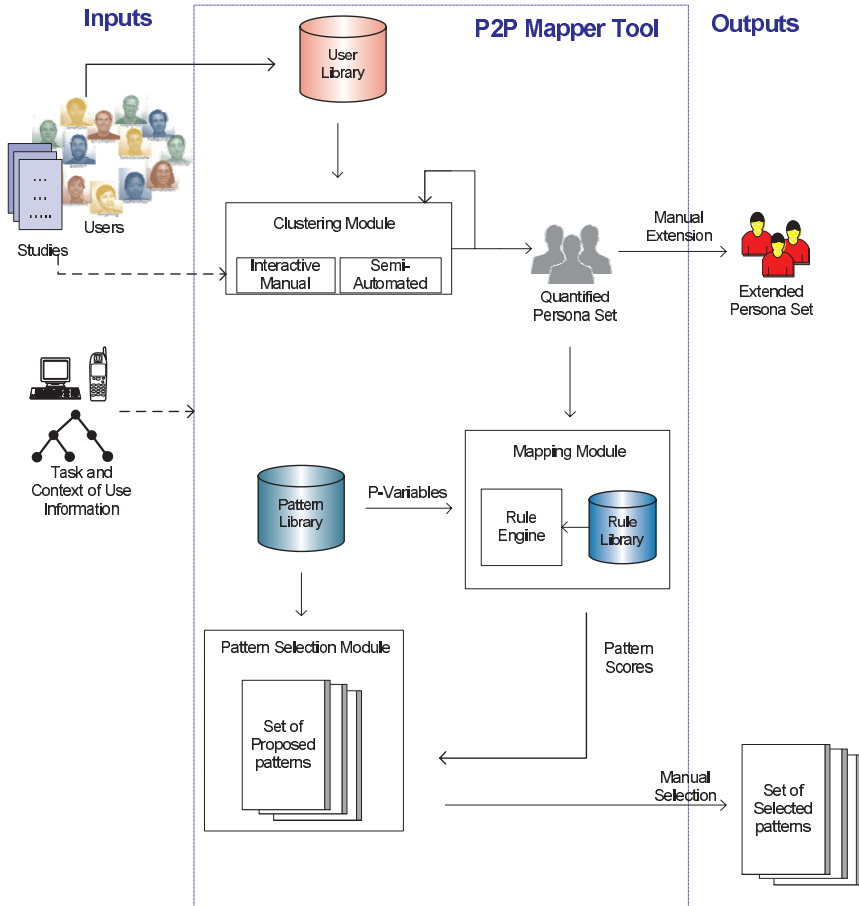 Inputs
P2P Mapper Tool
Outputs
User
Library
...
...
.....
Users
Studies
Clustering Module
Interactive
Manual
Semi-
Automated
Quantified
Persona Set
Manual
Extension
Extended
Persona Set
Task and
Context of Use
Information
Pattern
Library
P-Variables
Mapping Module
Rule
Engine
Rule
Library
Pattern Selection Module
Set of
Proposed
patterns
Pattern
Scores
Manual
Selection
Set of
Selected
patterns